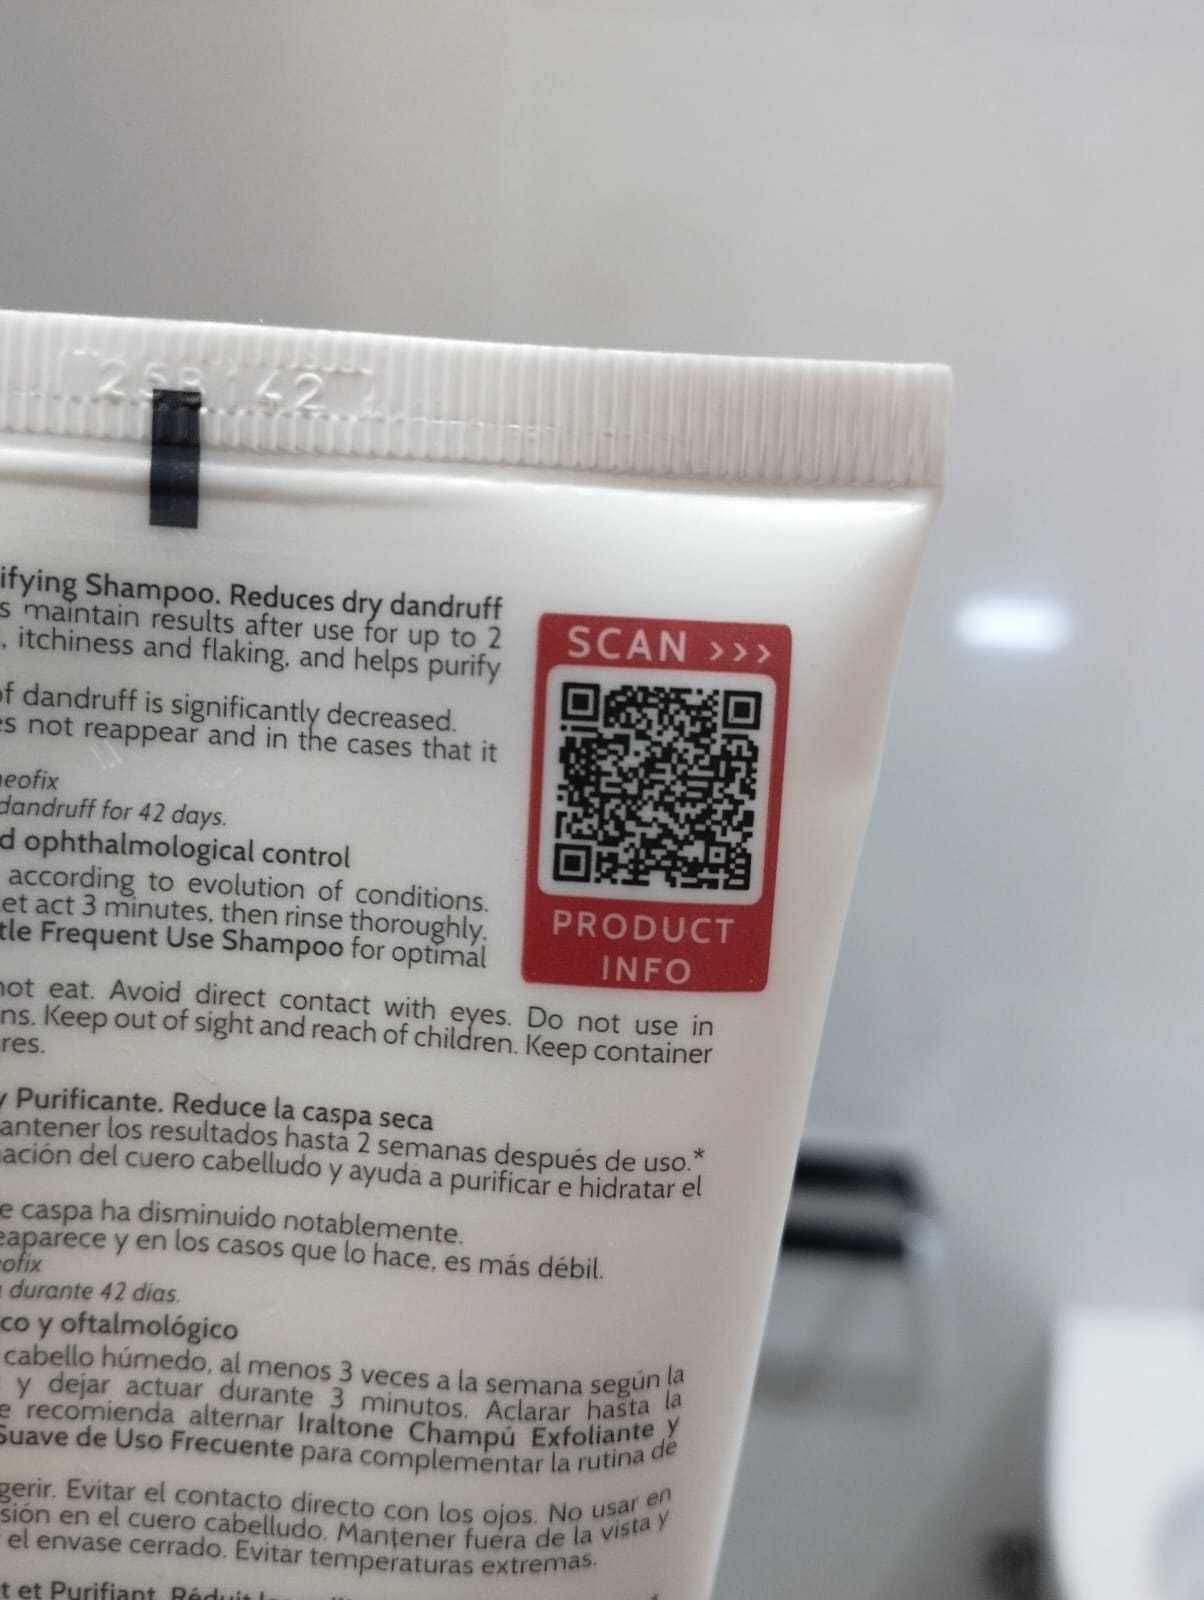 ifying Shampoo. Reduces dry dandruff
s maintain results after use for up to 2
, itchiness and flaking, and helps purify
of dandruff is significantly decreased.
es not reappear and in the cases that it
neofix
dandruff for 42 days.
d ophthalmological control
according to evolution of conditions.
et act 3 minutes, then rinse thoroughly.
tle Frequent Use Shampoo for optimal
SCAN >>>
PRODUCT
INFO
not eat. Avoid direct contact with eyes. Do not use in
ns. Keep out of sight and reach of children. Keep container
res.
y Purificante. Reduce la caspa seca
antener los resultados hasta 2 semanas después de uso.*
nación del cuero cabelludo y ayuda a purificar e hidratar el
e caspa ha disminuido notablemente.
eaparece y en los casos que lo hace, es más débil.
ofix
durante 42 días.
co y oftalmológico
cabello húmedo, al menos 3 veces a la semana según la
y dejar actuar durante 3 minutos. Aclarar hasta la
e recomienda alternar Iraltone Champú Exfoliante y
Suave de Uso Frecuente para complementar la rutina de
gerir. Evitar el contacto directo con los ojos. No usar en
sión en el cuero cabelludo. Mantener fuera de la vista y
el envase cerrado. Evitar temperaturas extremas.
t et Purifiant. Réduit